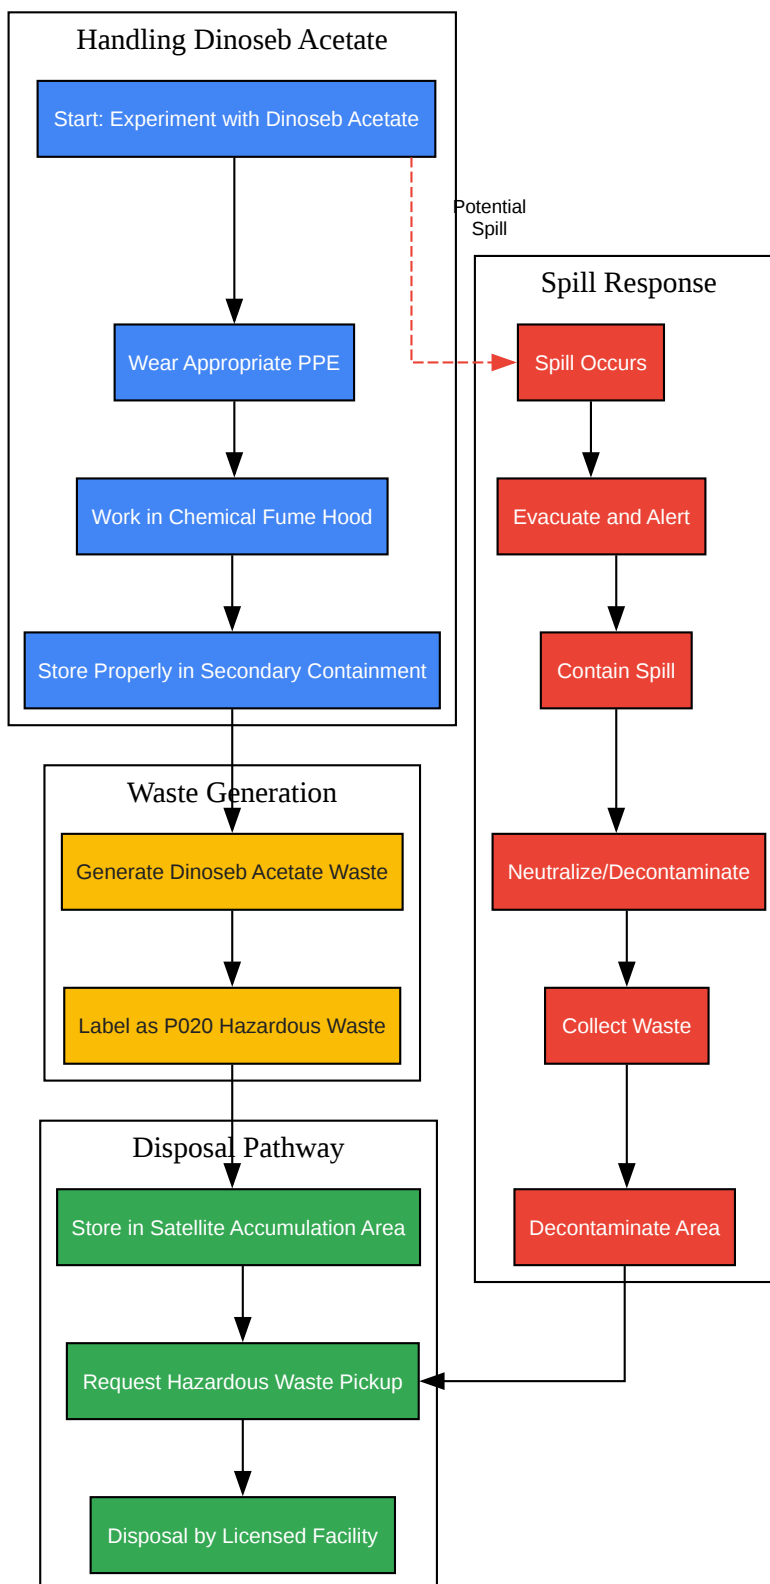 Handling Dinoseb Acetate
Start: Experiment with Dinoseb Acetate
Potential
Spill
Wear Appropriate PPE
Work in Chemical Fume Hood
Store Properly in Secondary Containment
Spill Response
Spill Occurs
Evacuate and Alert
Contain Spill
Neutralize/Decontaminate
Collect Waste
Decontaminate Area
Waste Generation
Generate Dinoseb Acetate Waste
Label as P020 Hazardous Waste
Disposal Pathway
Store in Satellite Accumulation Area
Request Hazardous Waste Pickup
Disposal by Licensed Facility